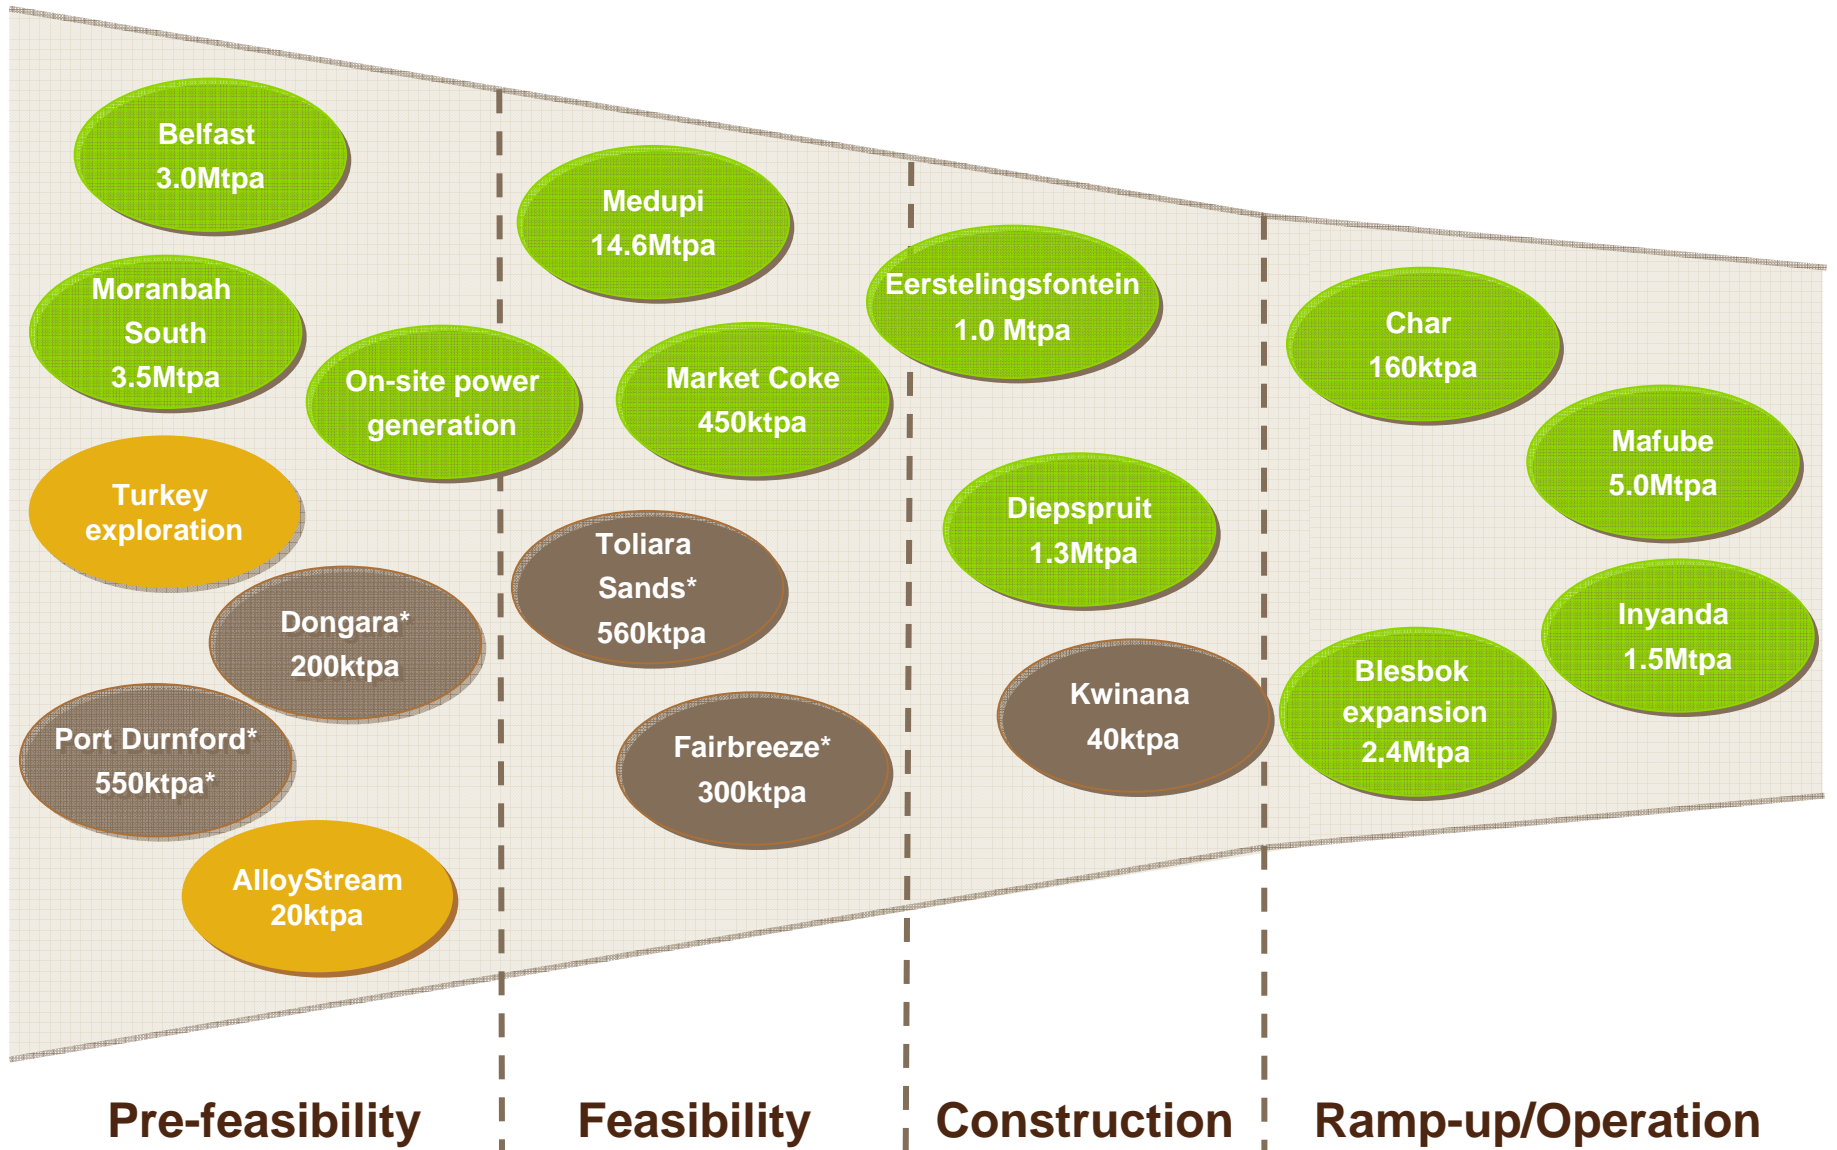 Belfast
3.0Mtpa
Moranbah
South
3.5Mtpa
On-site power
generation
Turkey
exploration
Dongara*
200ktpa
Port Durnford*
550ktpa*
AlloyStream
20ktpa
Medupi
14.6Mtpa
Market Coke
450ktpa
Toliara
Sands*
560ktpa
Fairbreeze*
300ktpa
Eerstelingsfontein
1.0 Mtpa
Diepspruit
1.3Mtpa
Kwinana
40ktpa
Char
160ktpa
Mafube
5.0Mtpa
Inyanda
1.5Mtpa
Blesbok
expansion
2.4Mtpa
Pre-feasibility
Feasibility
Construction
Ramp-up/Operation